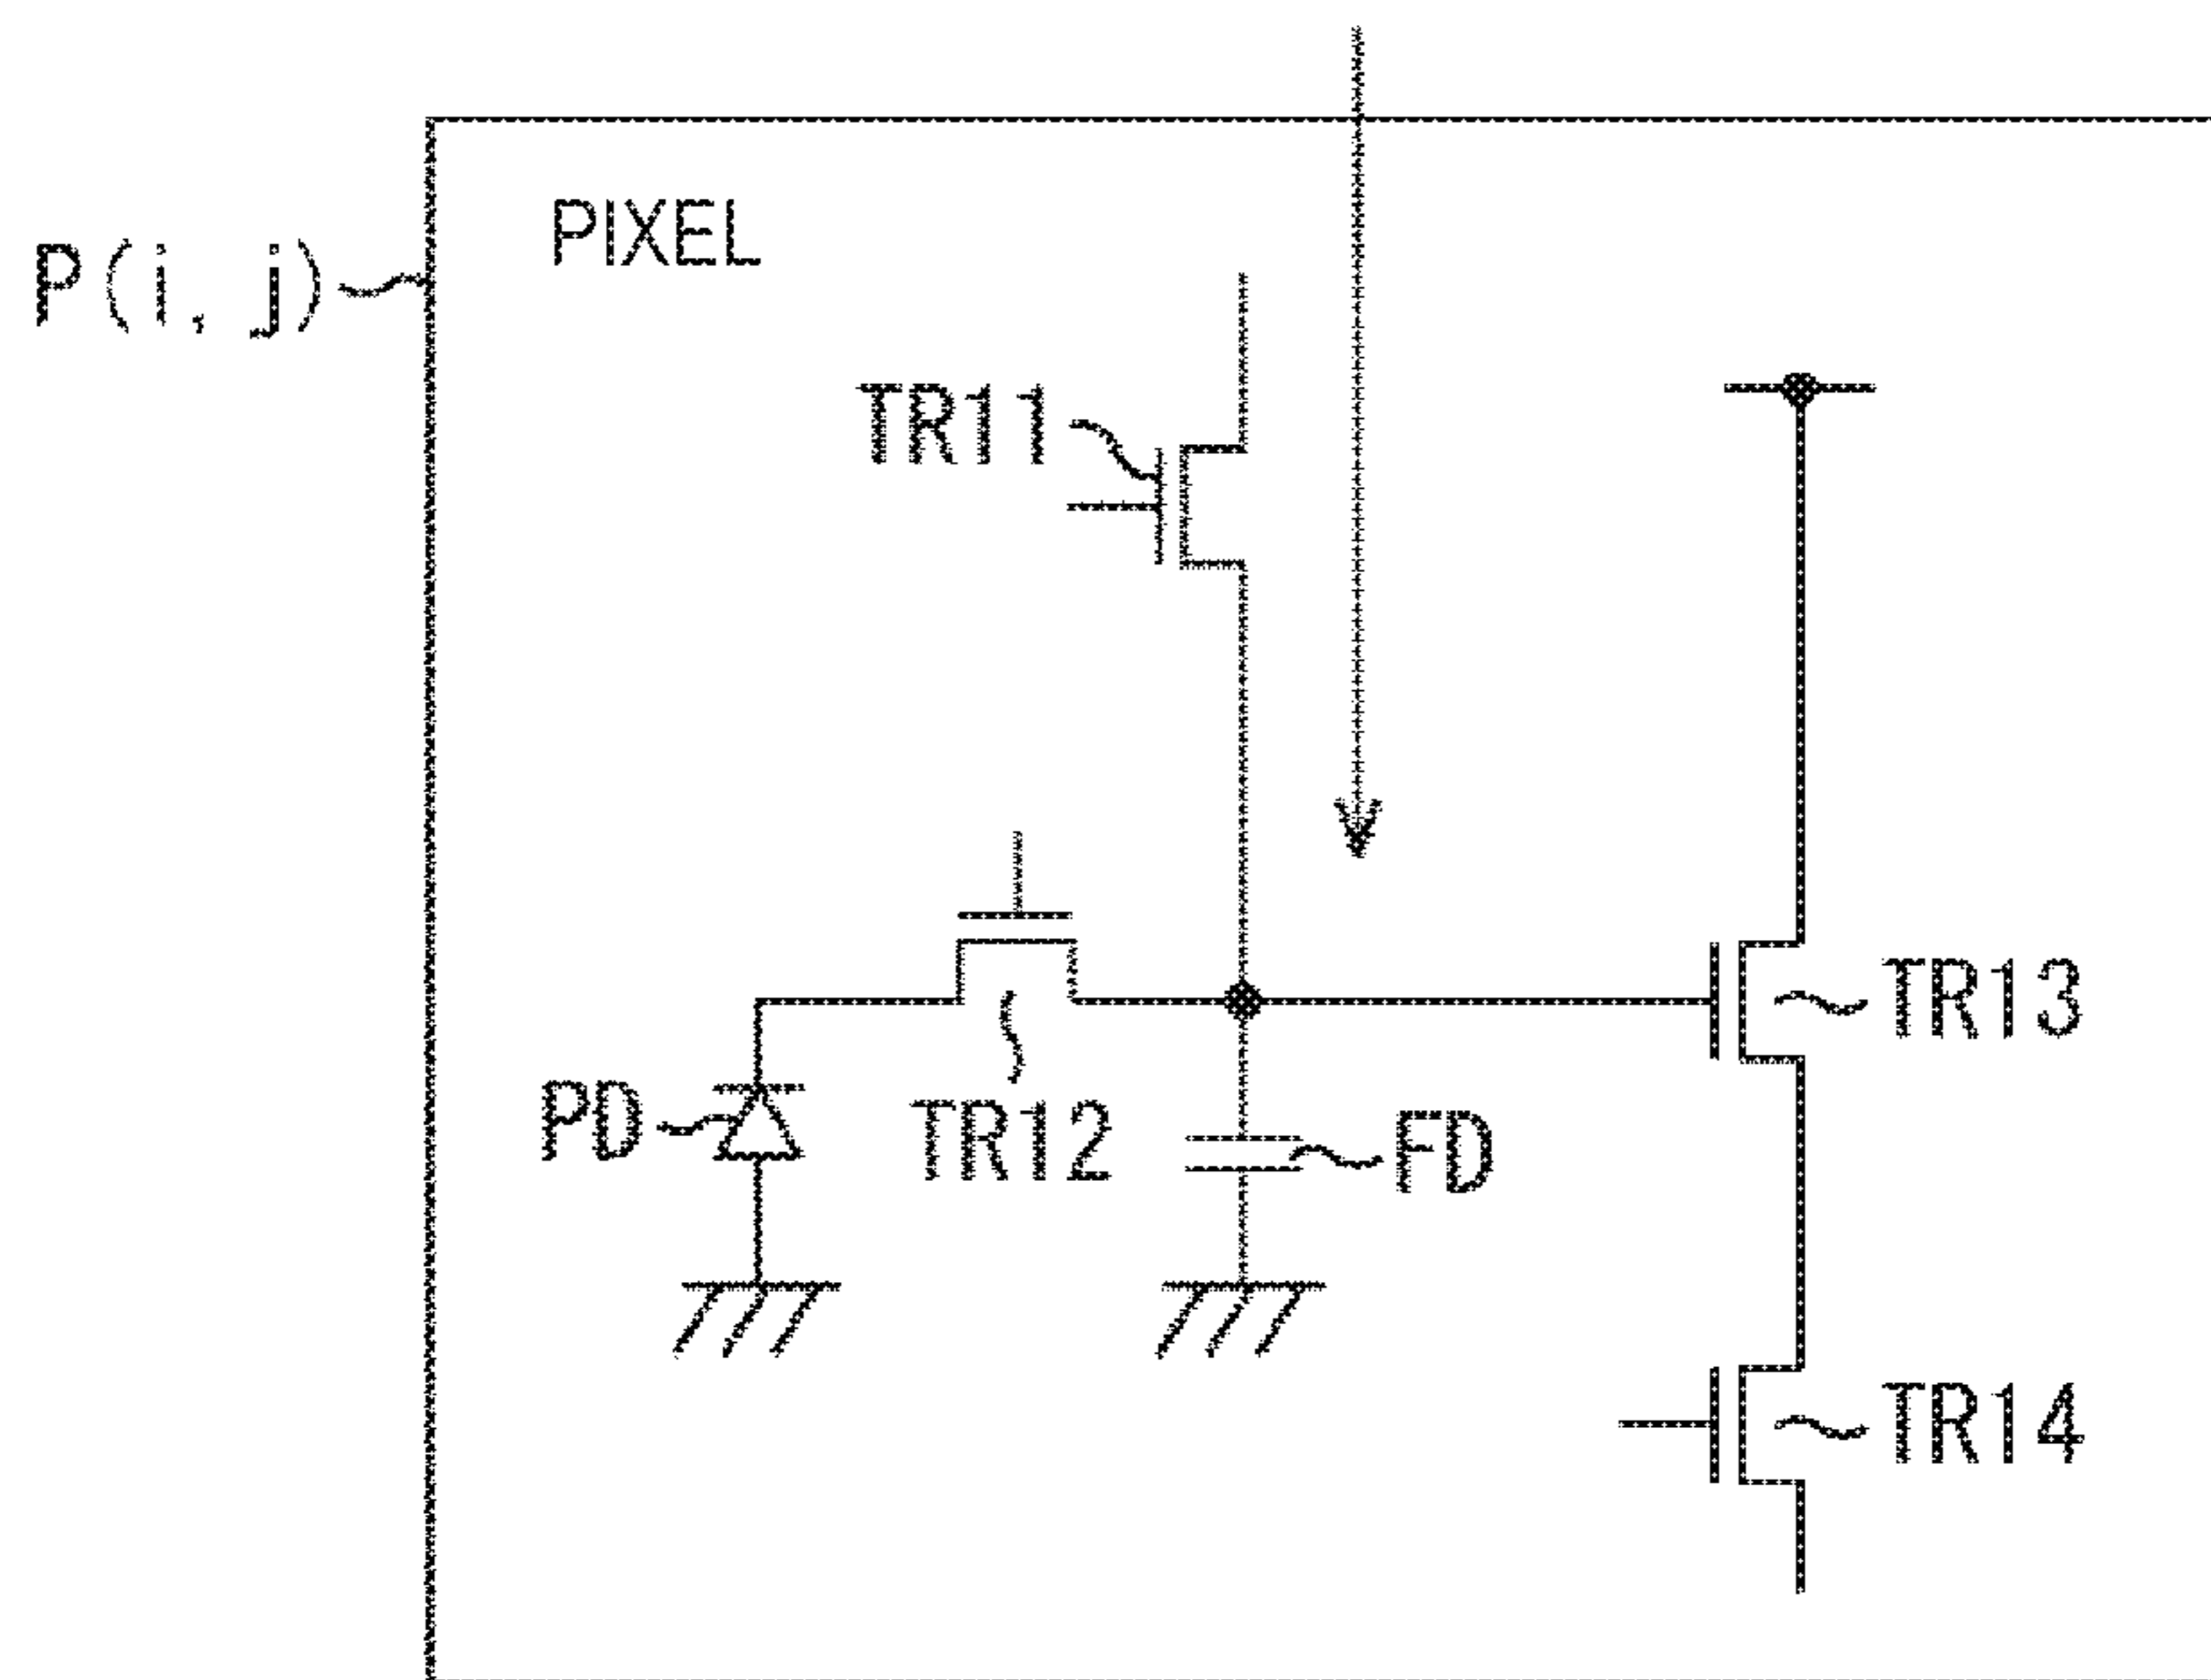 PIXEL
P(i, j)
TR11
TR13
PD
TR12
FD
TR14